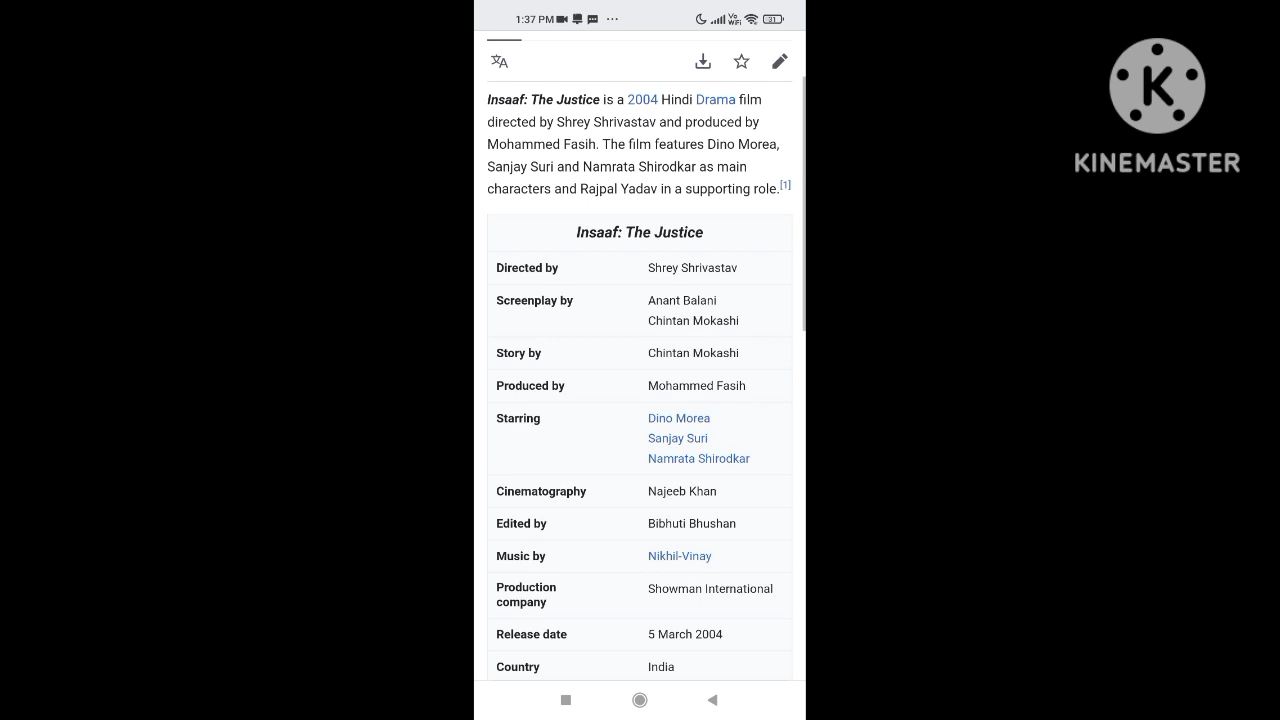 1:37 PM
Vo
WiFi
31
Insaaf: The Justice is a 2004 Hindi Drama film
directed by Shrey Shrivastav and produced by
Mohammed Fasih. The film features Dino Morea,
Sanjay Suri and Namrata Shirodkar as main
characters and Rajpal Yadav in a supporting role.[1]
Insaaf: The Justice
Directed by Shrey Shrivastav
Screenplay by Anant Balani
Chintan Mokashi
Story by Chintan Mokashi
Produced by Mohammed Fasih
Starring Dino Morea
Sanjay Suri
Namrata Shirodkar
Cinematography Najeeb Khan
Edited by Bibhuti Bhushan
Music by Nikhil-Vinay
Production
company
Showman International
Release date 5 March 2004
Country India
K
KINEMASTER